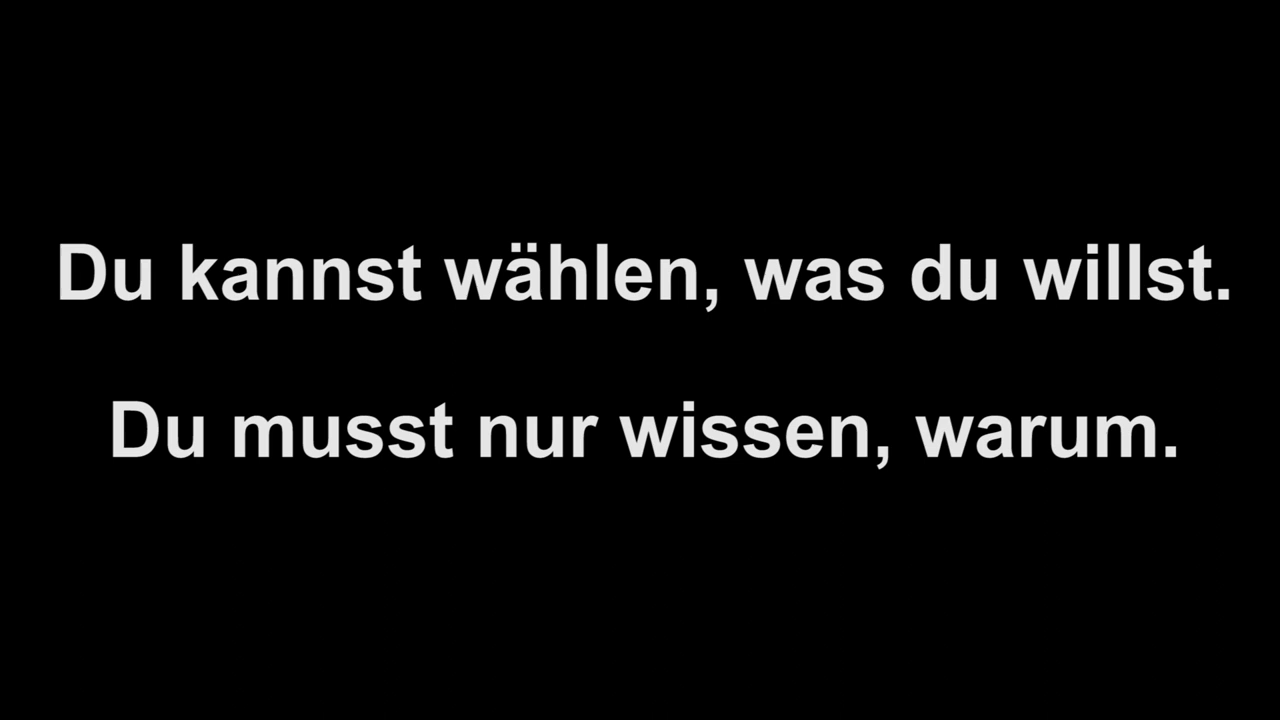 Du kannst wählen, was du willst.
Du musst nur wissen, warum.